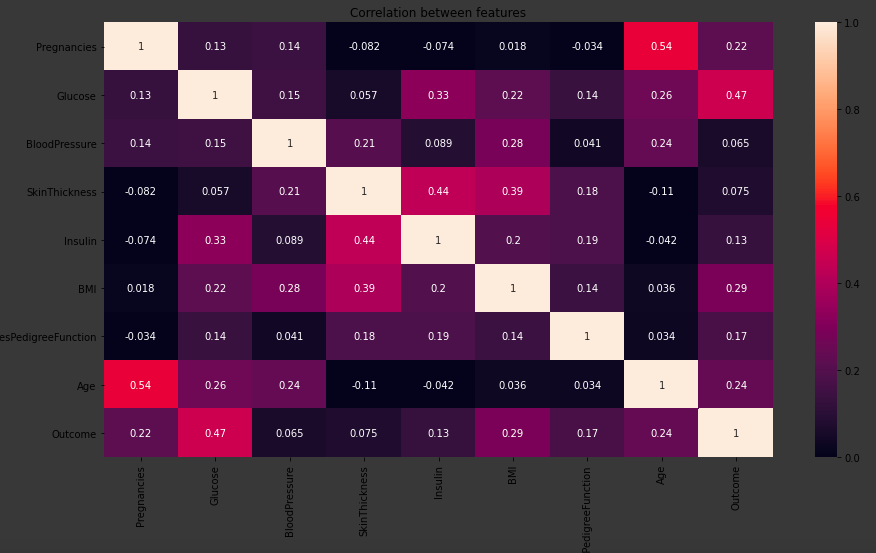 Correlation between features
Pregnancies 1 0.13 0.14 -0.082 -0.074 0.018 -0.034 0.54 0.22
Glucose 0.13 1 0.15 0.057 0.33 0.22 0.14 0.26 0.47
BloodPressure 0.14 0.15 1 0.21 0.089 0.28 0.041 0.24 0.065
SkinThickness -0.082 0.057 0.21 1 0.44 0.39 0.18 -0.11 0.075
Insulin -0.074 0.33 0.089 0.44 1 0.2 0.19 -0.042 0.13
BMI 0.018 0.22 0.28 0.39 0.2 1 0.14 0.036 0.29
esPedigreeFunction -0.034 0.14 0.041 0.18 0.19 0.14 1 0.034 0.17
Age 0.54 0.26 0.24 -0.11 -0.042 0.036 0.034 1 0.24
Outcome 0.22 0.47 0.065 0.075 0.13 0.29 0.17 0.24 1
Pregnancies
Glucose
BloodPressure
SkinThickness
Insulin
BMI
PedigreeFunction
Age
Outcome
1.0
0.8
0.6
0.4
0.2
0.0